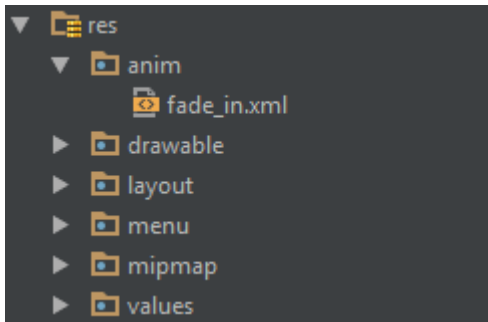 res
anim
fade_in.xml
drawable
layout
menu
mipmap
values